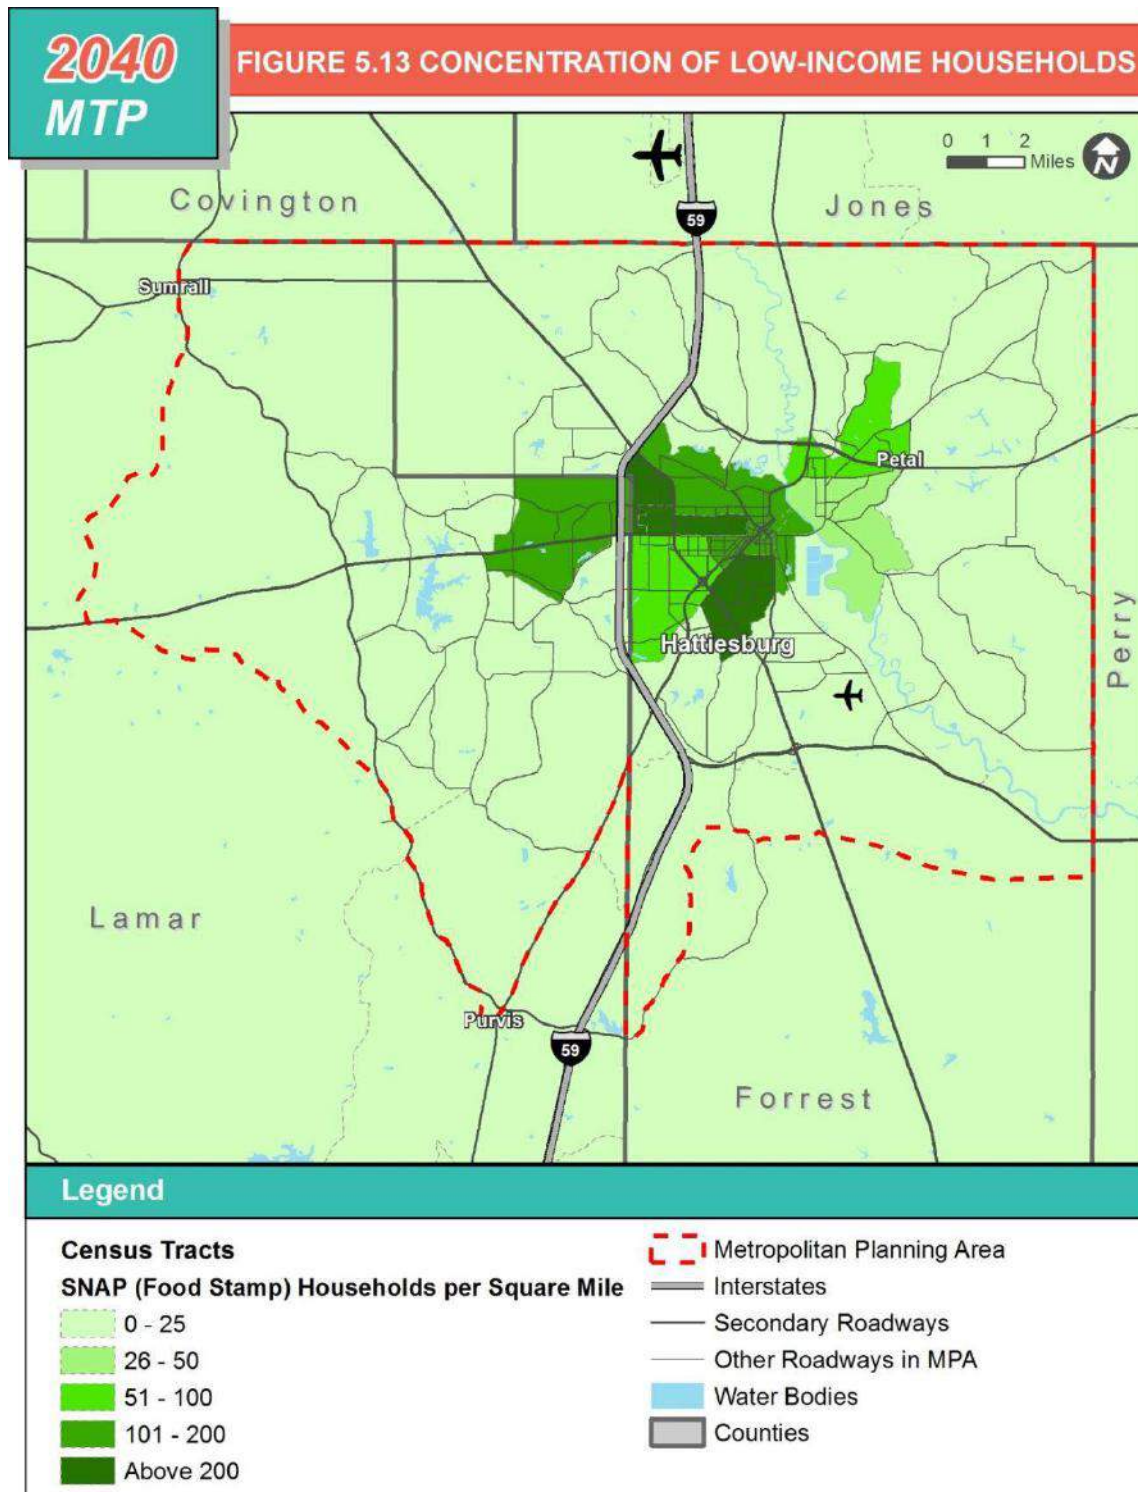 2040
MTP
FIGURE 5.13 CONCENTRATION OF LOW-INCOME HOUSEHOLDS
0 1 2
Miles
N
Covington
Jones
59
Sumrall
Petal
Hattiesburg
Perry
Lamar
Purvis
59
Forrest
Legend
Census Tracts
SNAP (Food Stamp) Households per Square Mile
0 - 25
26 - 50
51 - 100
101 - 200
Above 200
Metropolitan Planning Area
Interstates
Secondary Roadways
Other Roadways in MPA
Water Bodies
Counties